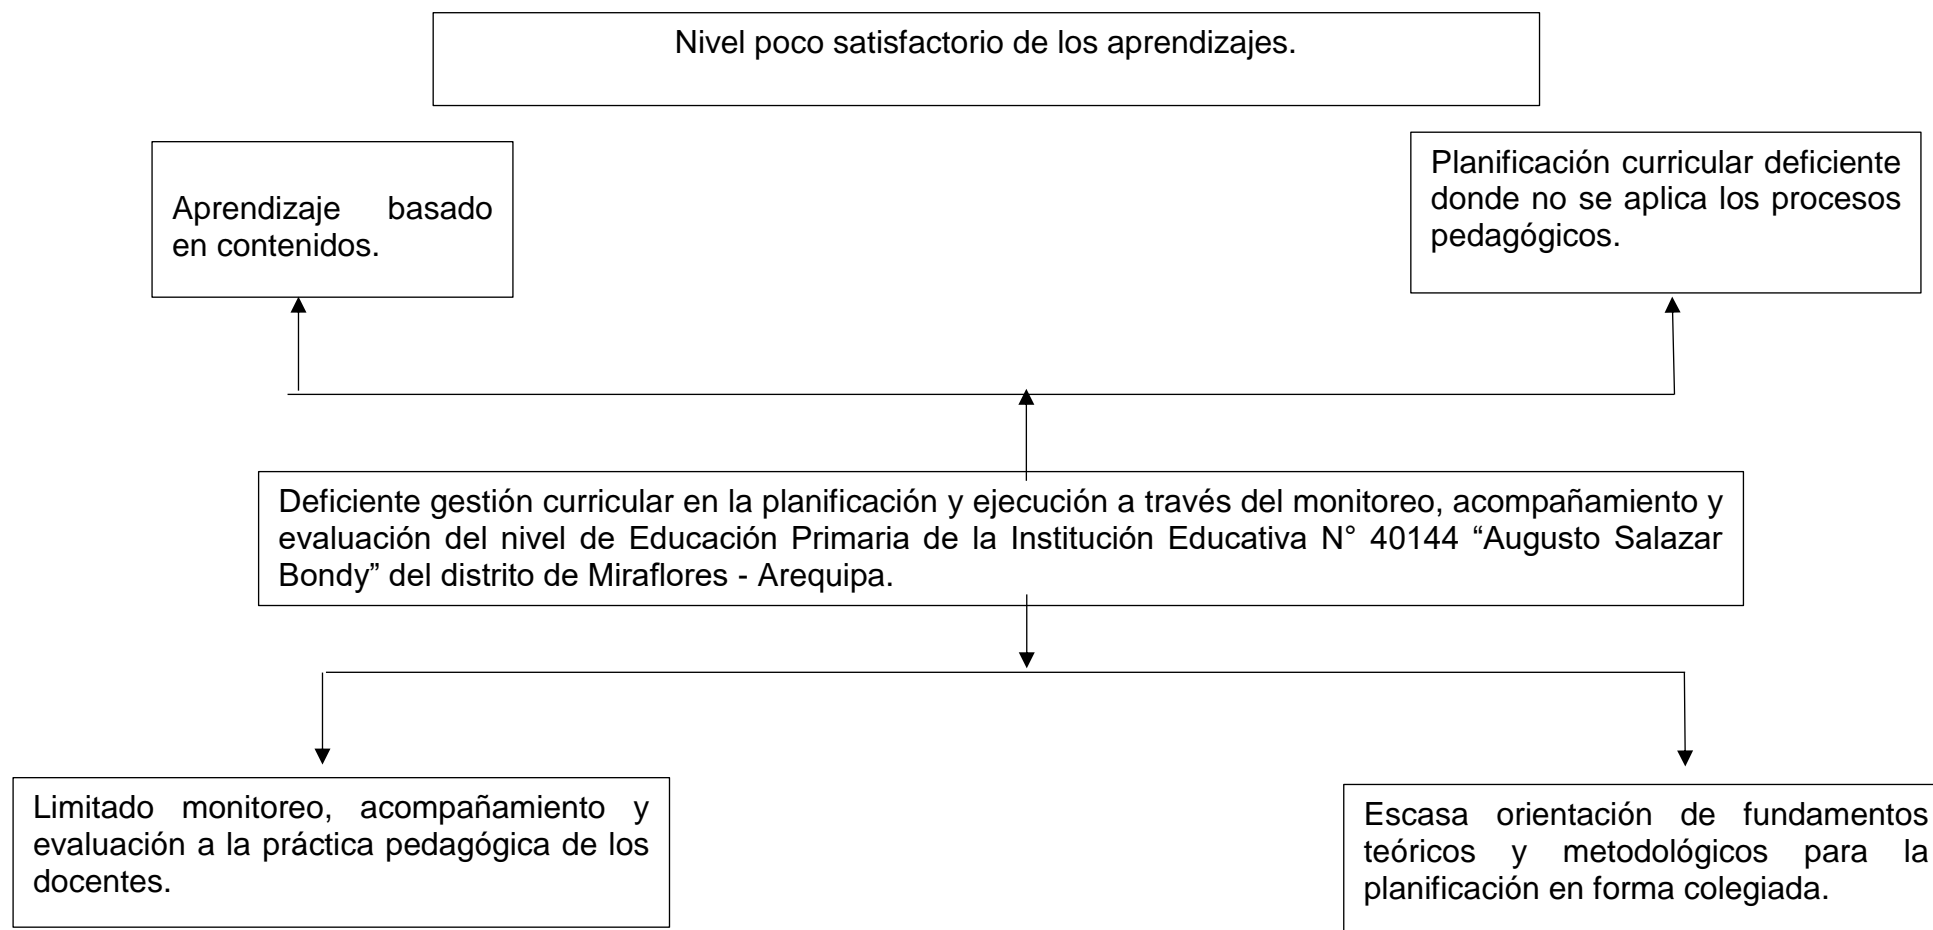 Nivel poco satisfactorio de los aprendizajes.
Aprendizaje basado
en contenidos.
Planificación curricular deficiente
donde no se aplica los procesos
pedagógicos.
Deficiente gestión curricular en la planificación y ejecución a través del monitoreo, acompañamiento y
evaluación del nivel de Educación Primaria de la Institución Educativa N° 40144 “Augusto Salazar
Bondy” del distrito de Miraflores - Arequipa.
Limitado monitoreo, acompañamiento y
evaluación a la práctica pedagógica de los
docentes.
Escasa orientación de fundamentos
teóricos y metodológicos para la
planificación en forma colegiada.